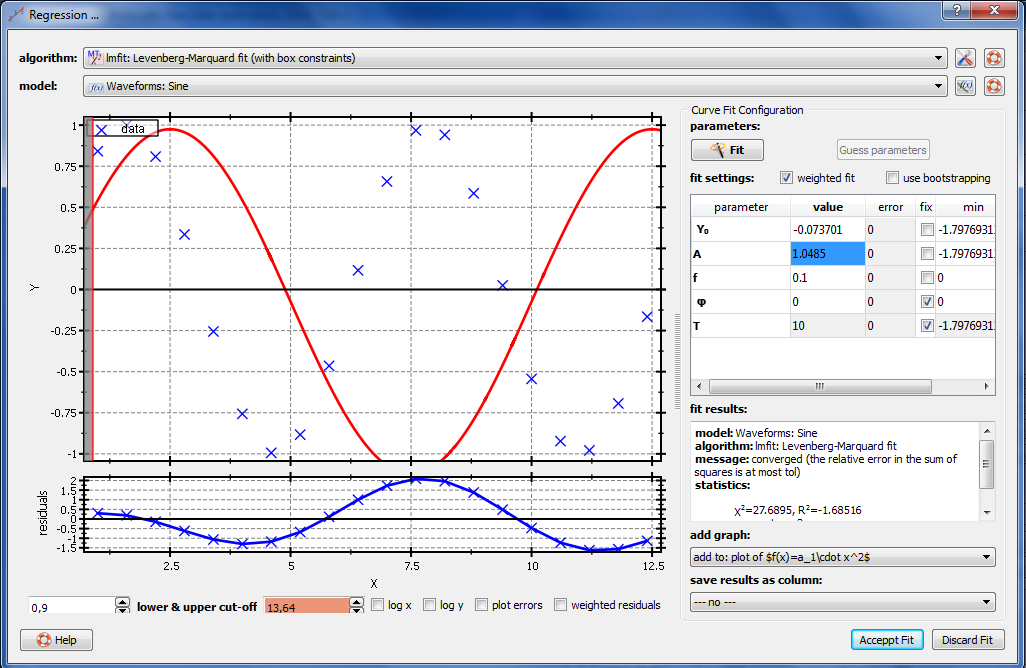 Regression ...
algorithm: lmfit: Levenberg-Marquard fit (with box constraints)
model: f(x) Waveforms: Sine
data
1
0.75
0.5
0.25
0
-0.25
-0.5
-0.75
-1
Y
2
1.5
1
0.5
0
-0.5
-1
-1.5
residuals
2.5 5 7.5 10 12.5
X
0,9 lower & upper cut-off 13,64 log x log y plot errors weighted residuals
Curve Fit Configuration
parameters:
Fit Guess parameters
fit settings: weighted fit use bootstrapping
parameter value error fix min
Y₀ -0.073701 0 -1.7976931
A 1.0485 0 -1.7976931
f 0.1 0 0
φ 0 0 0
T 10 0 -1.7976931
fit results:
model: Waveforms: Sine
algorithm: lmfit: Levenberg-Marquard fit
message: converged (the relative error in the sum of
squares is at most tol)
statistics:
χ²=27.6895, R²=-1.68516
add graph:
add to: plot of $f(x)=a_1\cdot x^2$
save results as column:
--- no ---
Help Acceppt Fit Discard Fit